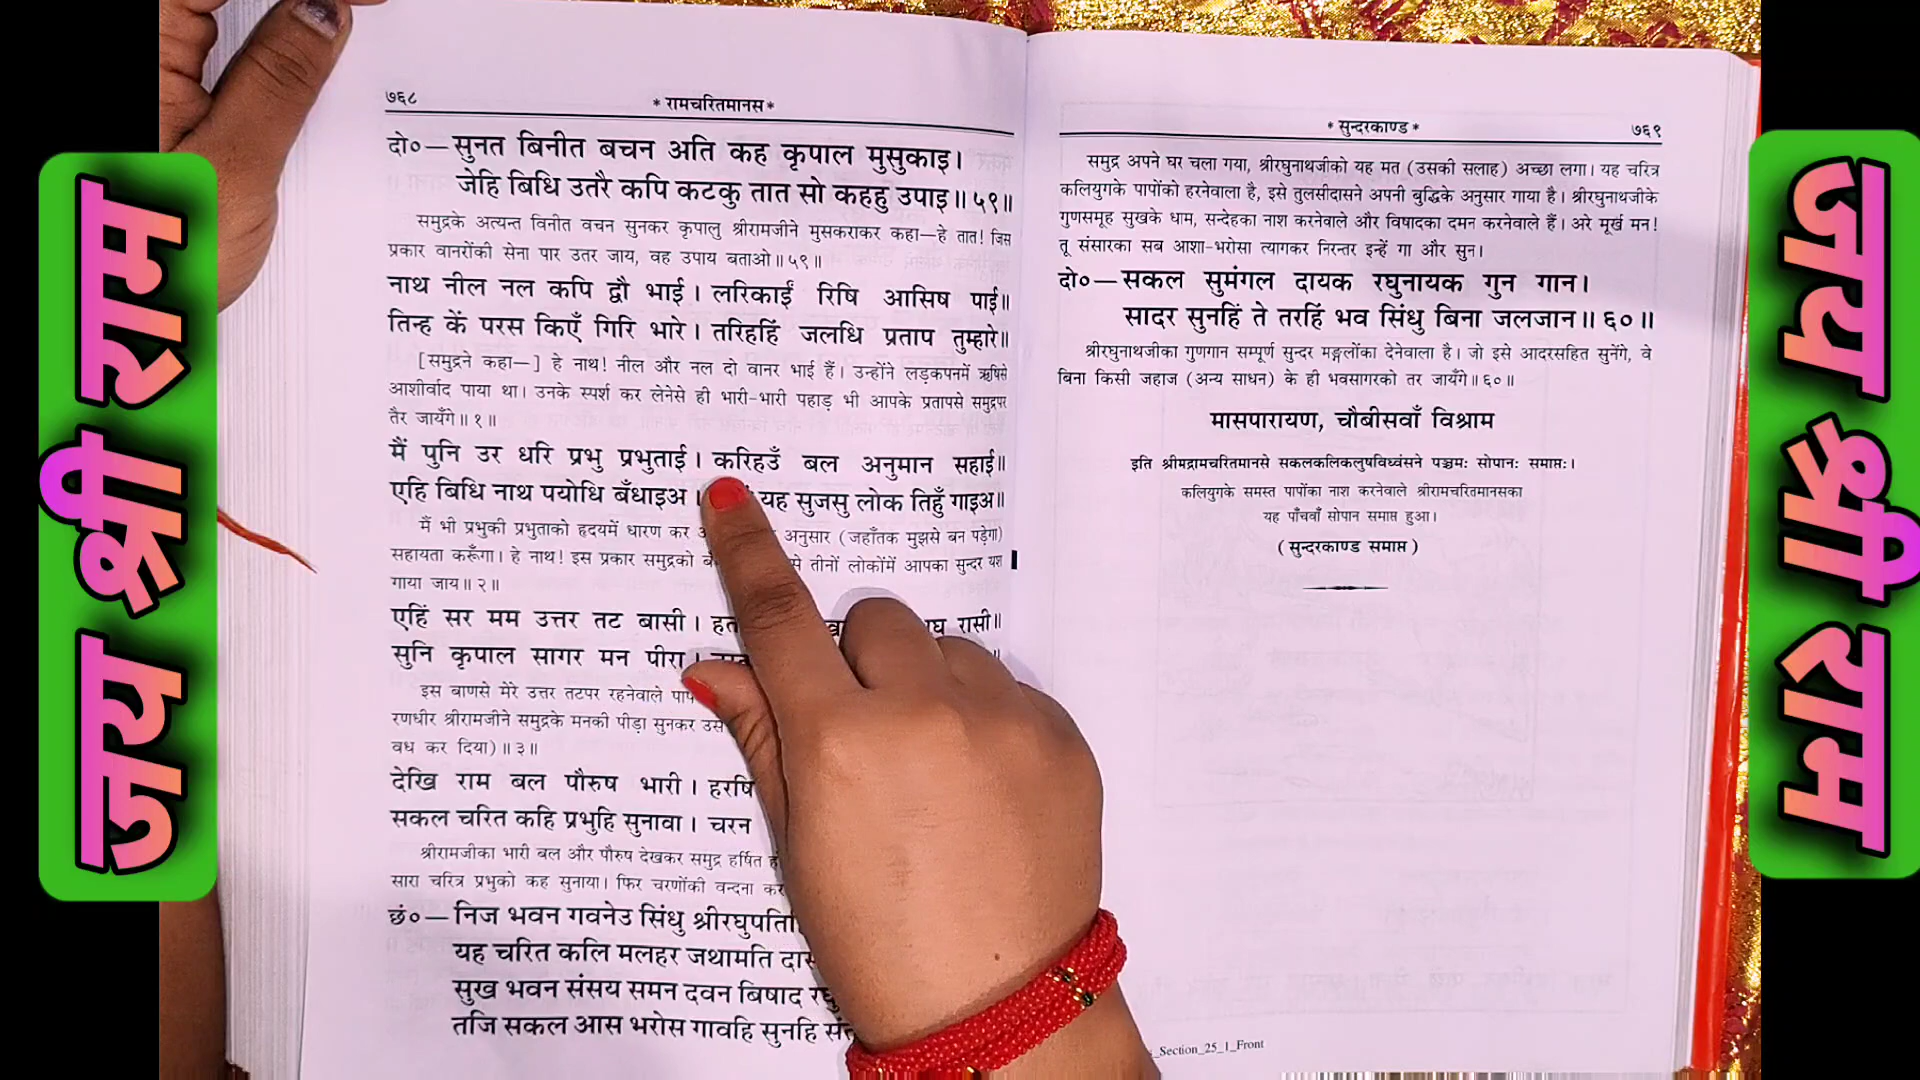 जय श्री राम
७६८
* रामचरितमानस *
दो०—सुनत बिनीत बचन अति कह कृपाल मुसुकाइ।
जेहि बिधि उतरै कपि कटकु तात सो कहहु उपाइ॥५९॥
समुद्रके अत्यन्त विनीत वचन सुनकर कृपालु श्रीरामजीने मुसकराकर कहा—हे तात! जिस
प्रकार वानरोंकी सेना पार उतर जाय, वह उपाय बताओ॥५९॥
नाथ नील नल कपि द्वौ भाई। लरिकाईं रिषि आसिष पाई॥
तिन्ह कें परस किएँ गिरि भारे। तरिहहिं जलधि प्रताप तुम्हारे॥
[समुद्रने कहा—] हे नाथ! नील और नल दो वानर भाई हैं। उन्होंने लड़कपनमें ऋषिसे
आशीर्वाद पाया था। उनके स्पर्श कर लेनेसे ही भारी-भारी पहाड़ भी आपके प्रतापसे समुद्रपर
तैर जायँगे॥१॥
मैं पुनि उर धरि प्रभु प्रभुताई। करिहउँ बल अनुमान सहाई॥
एहि बिधि नाथ पयोधि बँधाइअ। यह सुजसु लोक तिहुँ गाइअ॥
मैं भी प्रभुकी प्रभुताको हृदयमें धारण कर अनुसार (जहाँतक मुझसे बन पड़ेगा)
सहायता करूँगा। हे नाथ! इस प्रकार समुद्रको तीनों लोकोंमें आपका सुन्दर यश
गाया जाय॥२॥
एहिं सर मम उत्तर तट बासी। रासी॥
सुनि कृपाल सागर मन पीरा।
इस बाणसे मेरे उत्तर तटपर रहनेवाले
रणधीर श्रीरामजीने समुद्रके मनकी पीड़ा सुनकर
वध कर दिया)॥३॥
देखि राम बल पौरुष भारी। हरषि
सकल चरित कहि प्रभुहि सुनावा। चरन
श्रीरामजीका भारी बल और पौरुष देखकर समुद्र हर्षित
सारा चरित्र प्रभुको कह सुनाया। फिर चरणोंकी वन्दना
छं०—निज भवन गवनेउ सिंधु
यह चरित कलि मलहर जथामति
सुख भवन संसय समन दवन बिषाद
तजि सकल आस भरोस गावहि सुनहि
* सुन्दरकाण्ड *
७६९
समुद्र अपने घर चला गया, श्रीरघुनाथजीको यह मत (उसकी सलाह) अच्छा लगा। यह चरित्र
कलियुगके पापोंको हरनेवाला है, इसे तुलसीदासने अपनी बुद्धिके अनुसार गाया है। श्रीरघुनाथजीके
गुणसमूह सुखके धाम, सन्देहका नाश करनेवाले और विषादका दमन करनेवाले हैं। अरे मूर्ख मन!
तू संसारका सब आशा-भरोसा त्यागकर निरन्तर इन्हें गा और सुन।
दो०—सकल सुमंगल दायक रघुनायक गुन गान।
सादर सुनहिं ते तरहिं भव सिंधु बिना जलजान॥६०॥
श्रीरघुनाथजीका गुणगान सम्पूर्ण सुन्दर मङ्गलोंका देनेवाला है। जो इसे आदरसहित सुनेंगे, वे
बिना किसी जहाज (अन्य साधन) के ही भवसागरको तर जायँगे॥६०॥
मासपारायण, चौबीसवाँ विश्राम
इति श्रीमद्रामचरितमानसे सकलकलिकलुषविध्वंसने पञ्चमः सोपानः समाप्तः।
कलियुगके समस्त पापोंका नाश करनेवाले श्रीरामचरितमानसका
यह पाँचवाँ सोपान समाप्त हुआ।
(सुन्दरकाण्ड समाप्त)
_Section_25_1_Front
जय श्री राम